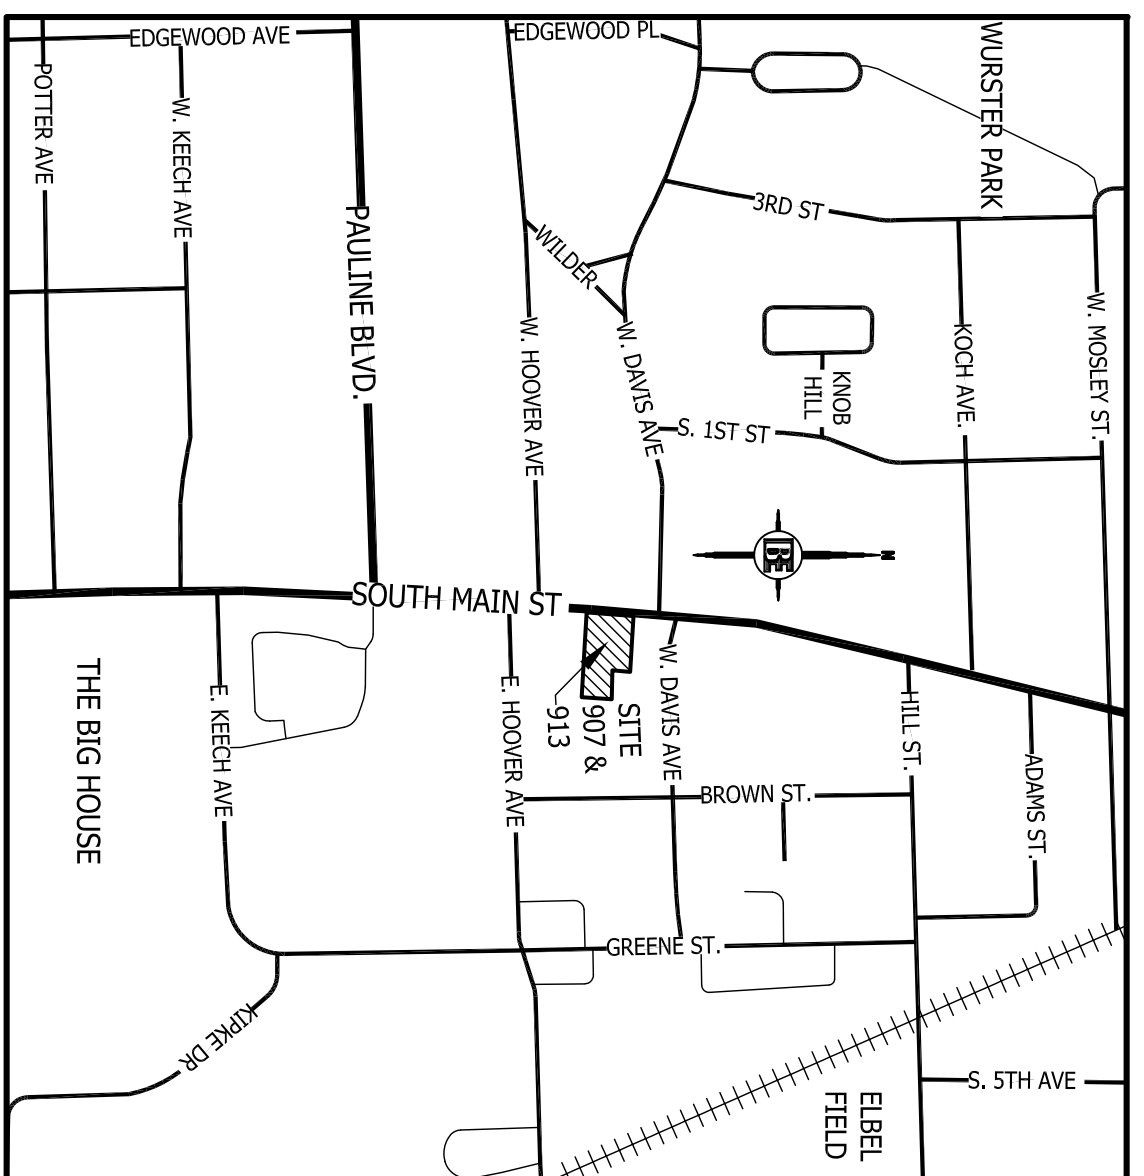 EDGEWOOD AVE
EDGEWOOD PL
WURSTER PARK
POTTER AVE
W. KEECH AVE
PAULINE BLVD.
3RD ST
WILDER
W. HOOVER AVE
W. DAVIS AVE
KNOB
HILL
KOCH AVE.
W. MOSLEY ST.
S. 1ST ST
N
BE
SOUTH MAIN ST
THE BIG HOUSE
E. KEECH AVE
E. HOOVER AVE
SITE
907 &
913
W. DAVIS AVE
HILL ST.
ADAMS ST.
BROWN ST.
GREENE ST.
KIPKE DR
S. 5TH AVE
ELBEL
FIELD